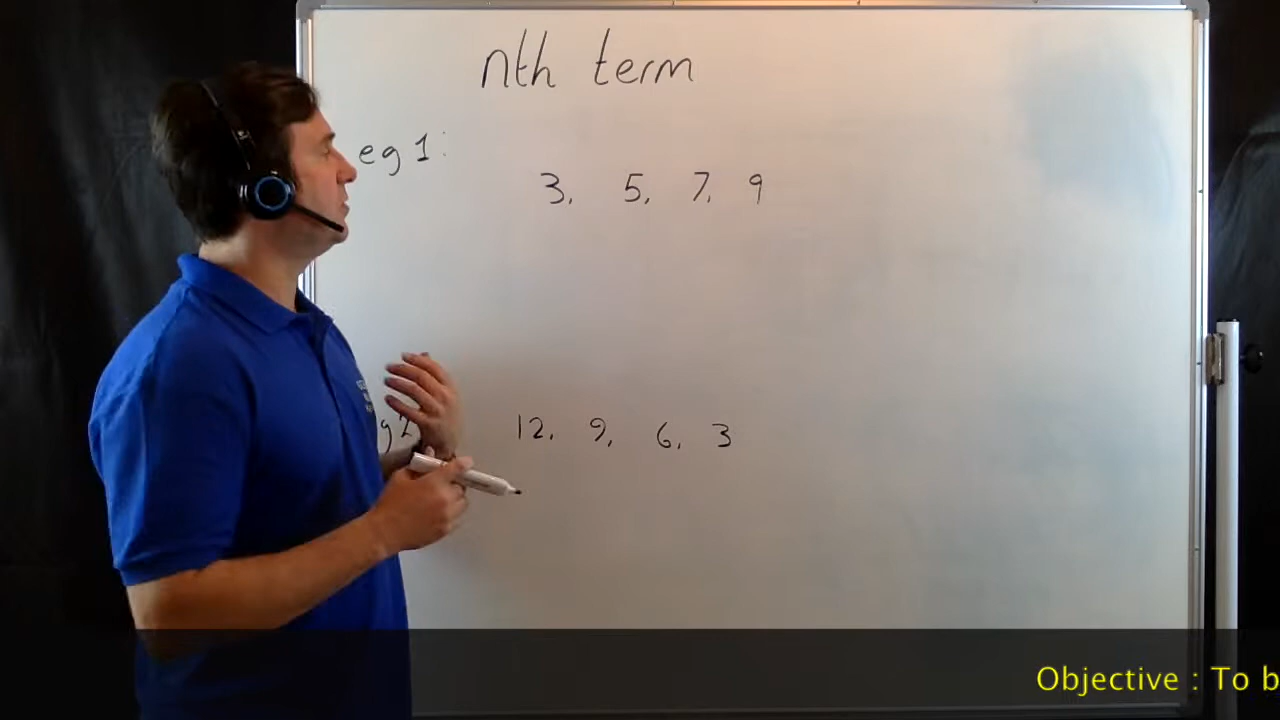 nth term
eg 1:
3, 5, 7, 9
12, 9, 6, 3
Objective : To b